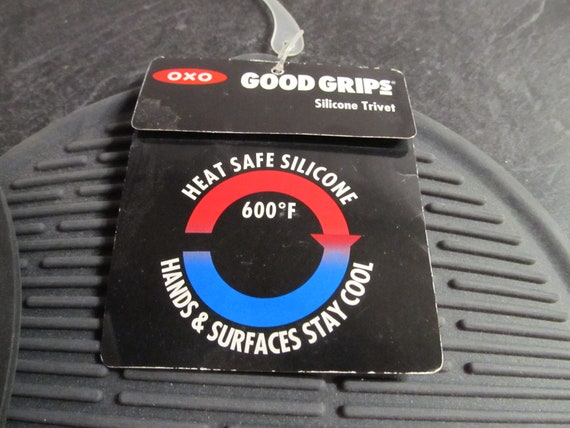 OXO GOOD GRIPS®
Silicone Trivet
HEAT SAFE SILICONE
600°F
HANDS & SURFACES STAY COOL